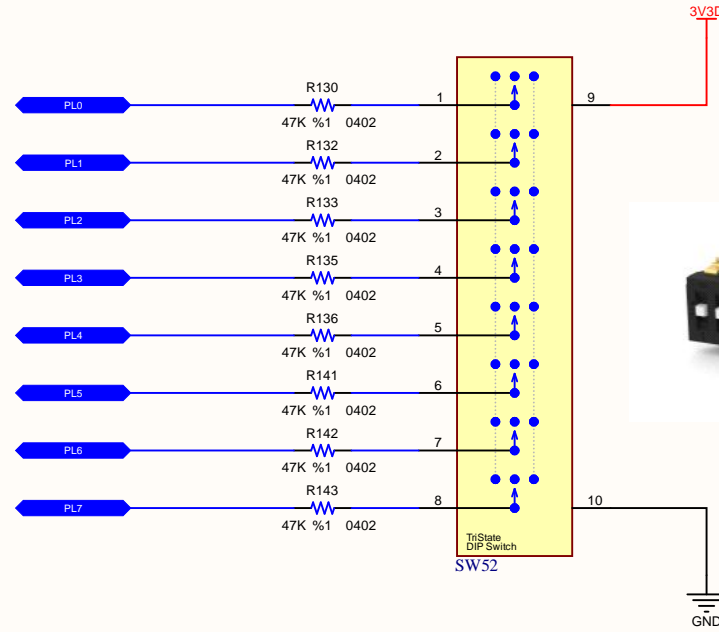 3V3D
PL0
R130
47K %1 0402
1
9
PL1
R132
47K %1 0402
2
PL2
R133
47K %1 0402
3
PL3
R135
47K %1 0402
4
PL4
R136
47K %1 0402
5
PL5
R141
47K %1 0402
6
PL6
R142
47K %1 0402
7
PL7
R143
47K %1 0402
8
10
TriState
DIP Switch
SW52
GND